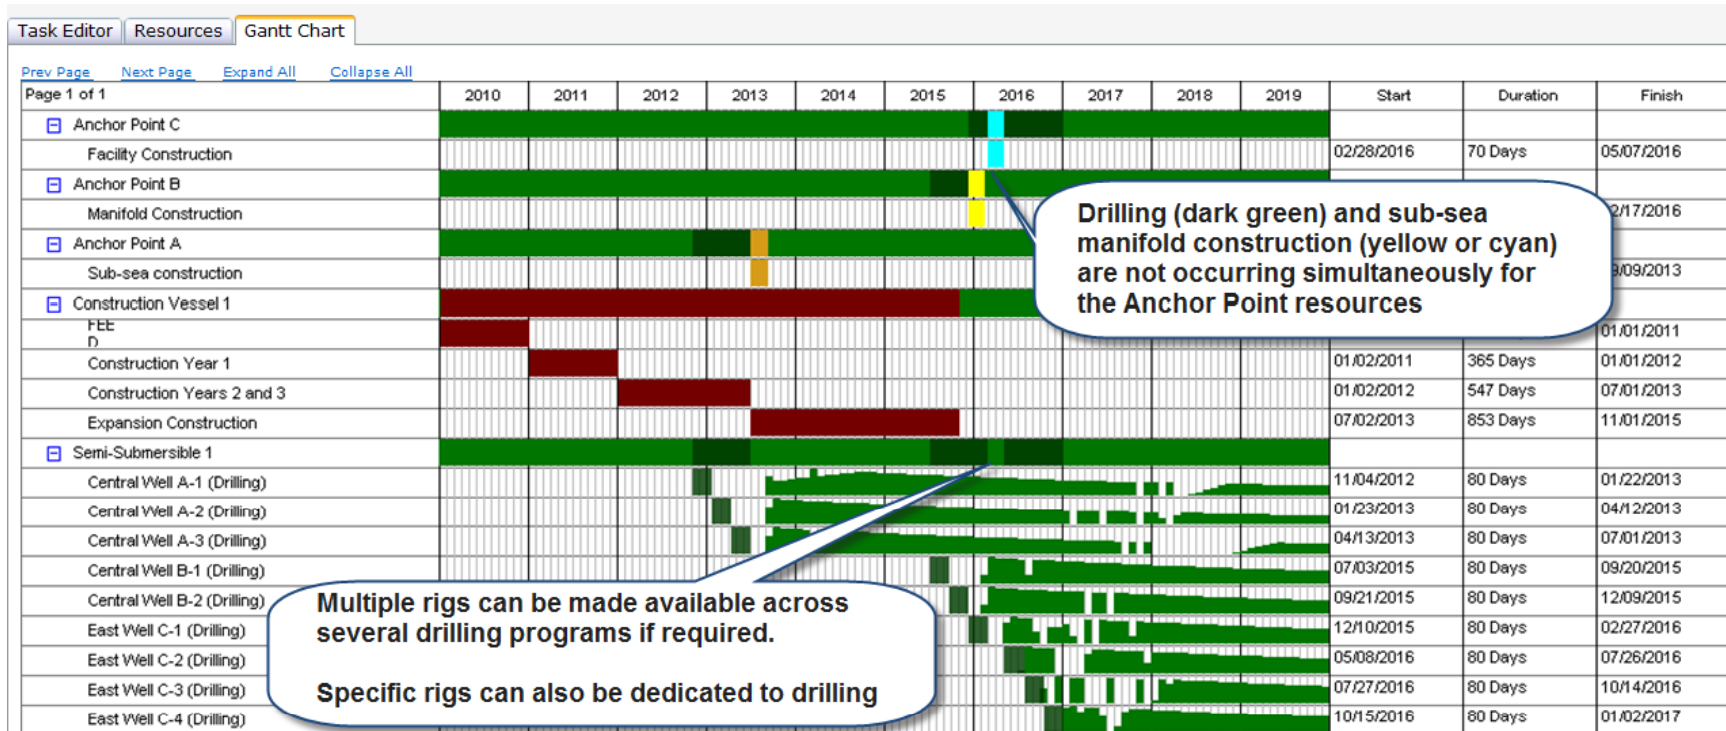 Task Editor Resources Gantt Chart
Prev Page Next Page Expand All Collapse All
Page 1 of 1 2010 2011 2012 2013 2014 2015 2016 2017 2018 2019 Start Duration Finish
Anchor Point C
Facility Construction 02/28/2016 70 Days 05/07/2016
Anchor Point B
Manifold Construction 2/17/2016
Anchor Point A
Sub-sea construction 9/09/2013
Drilling (dark green) and sub-sea
manifold construction (yellow or cyan)
are not occurring simultaneously for
the Anchor Point resources
Construction Vessel 1
FEE
D 01/01/2011
Construction Year 1 01/02/2011 365 Days 01/01/2012
Construction Years 2 and 3 01/02/2012 547 Days 07/01/2013
Expansion Construction 07/02/2013 853 Days 11/01/2015
Semi-Submersible 1
Central Well A-1 (Drilling) 11/04/2012 80 Days 01/22/2013
Central Well A-2 (Drilling) 01/23/2013 80 Days 04/12/2013
Central Well A-3 (Drilling) 04/13/2013 80 Days 07/01/2013
Central Well B-1 (Drilling) 07/03/2015 80 Days 09/20/2015
Central Well B-2 (Drilling) 09/21/2015 80 Days 12/09/2015
East Well C-1 (Drilling) 12/10/2015 80 Days 02/27/2016
East Well C-2 (Drilling) 05/08/2016 80 Days 07/26/2016
East Well C-3 (Drilling) 07/27/2016 80 Days 10/14/2016
East Well C-4 (Drilling) 10/15/2016 80 Days 01/02/2017
Multiple rigs can be made available across
several drilling programs if required.
Specific rigs can also be dedicated to drilling